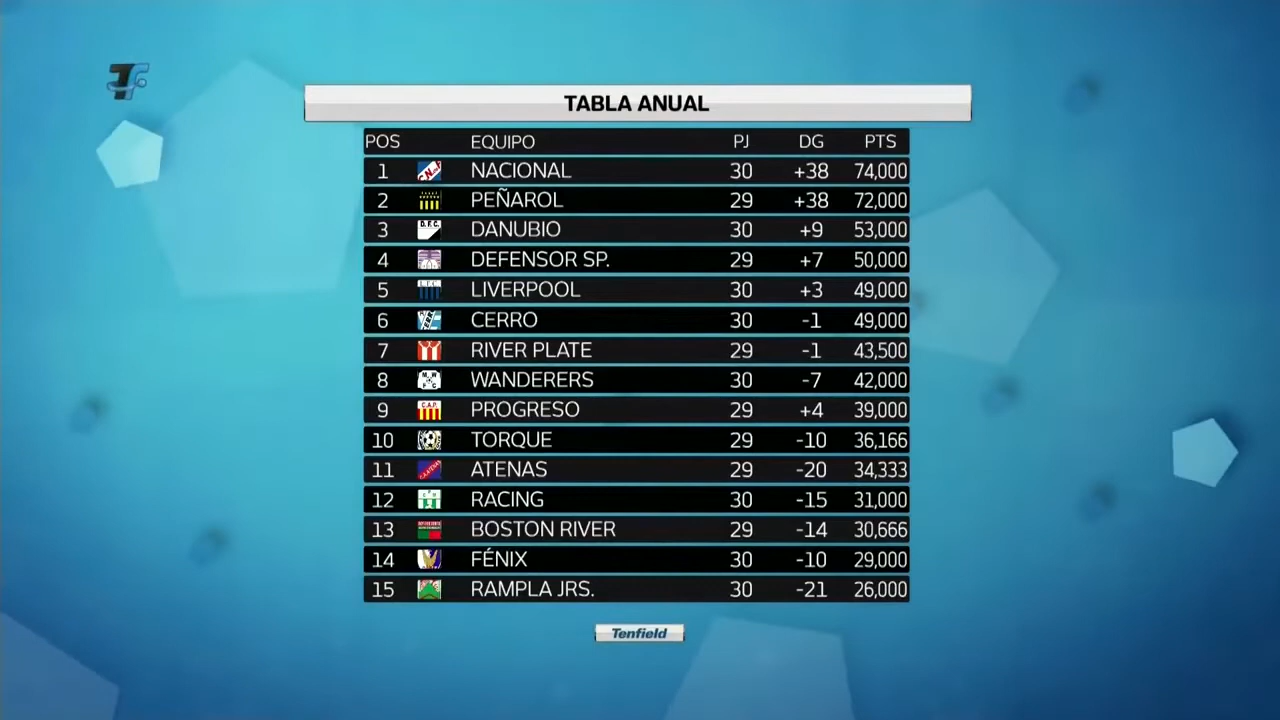 TF
TABLA ANUAL
POS EQUIPO PJ DG PTS
1 NACIONAL 30 +38 74,000
2 PEÑAROL 29 +38 72,000
3 DANUBIO 30 +9 53,000
4 DEFENSOR SP. 29 +7 50,000
5 LIVERPOOL 30 +3 49,000
6 CERRO 30 -1 49,000
7 RIVER PLATE 29 -1 43,500
8 WANDERERS 30 -7 42,000
9 PROGRESO 29 +4 39,000
10 TORQUE 29 -10 36,166
11 ATENAS 29 -20 34,333
12 RACING 30 -15 31,000
13 BOSTON RIVER 29 -14 30,666
14 FÉNIX 30 -10 29,000
15 RAMPLA JRS. 30 -21 26,000
Tenfield